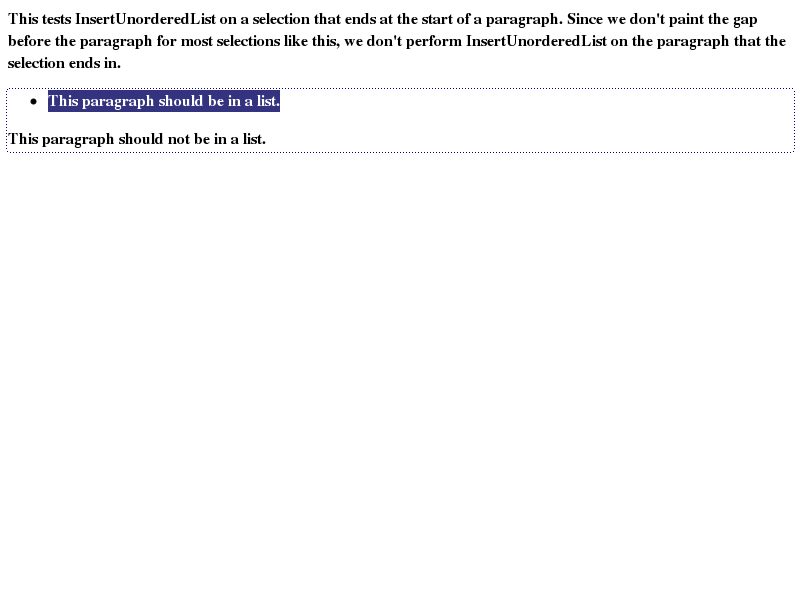 This tests InsertUnorderedList on a selection that ends at the start of a paragraph. Since we don't paint the gap
before the paragraph for most selections like this, we don't perform InsertUnorderedList on the paragraph that the
selection ends in.
• This paragraph should be in a list.
This paragraph should not be in a list.